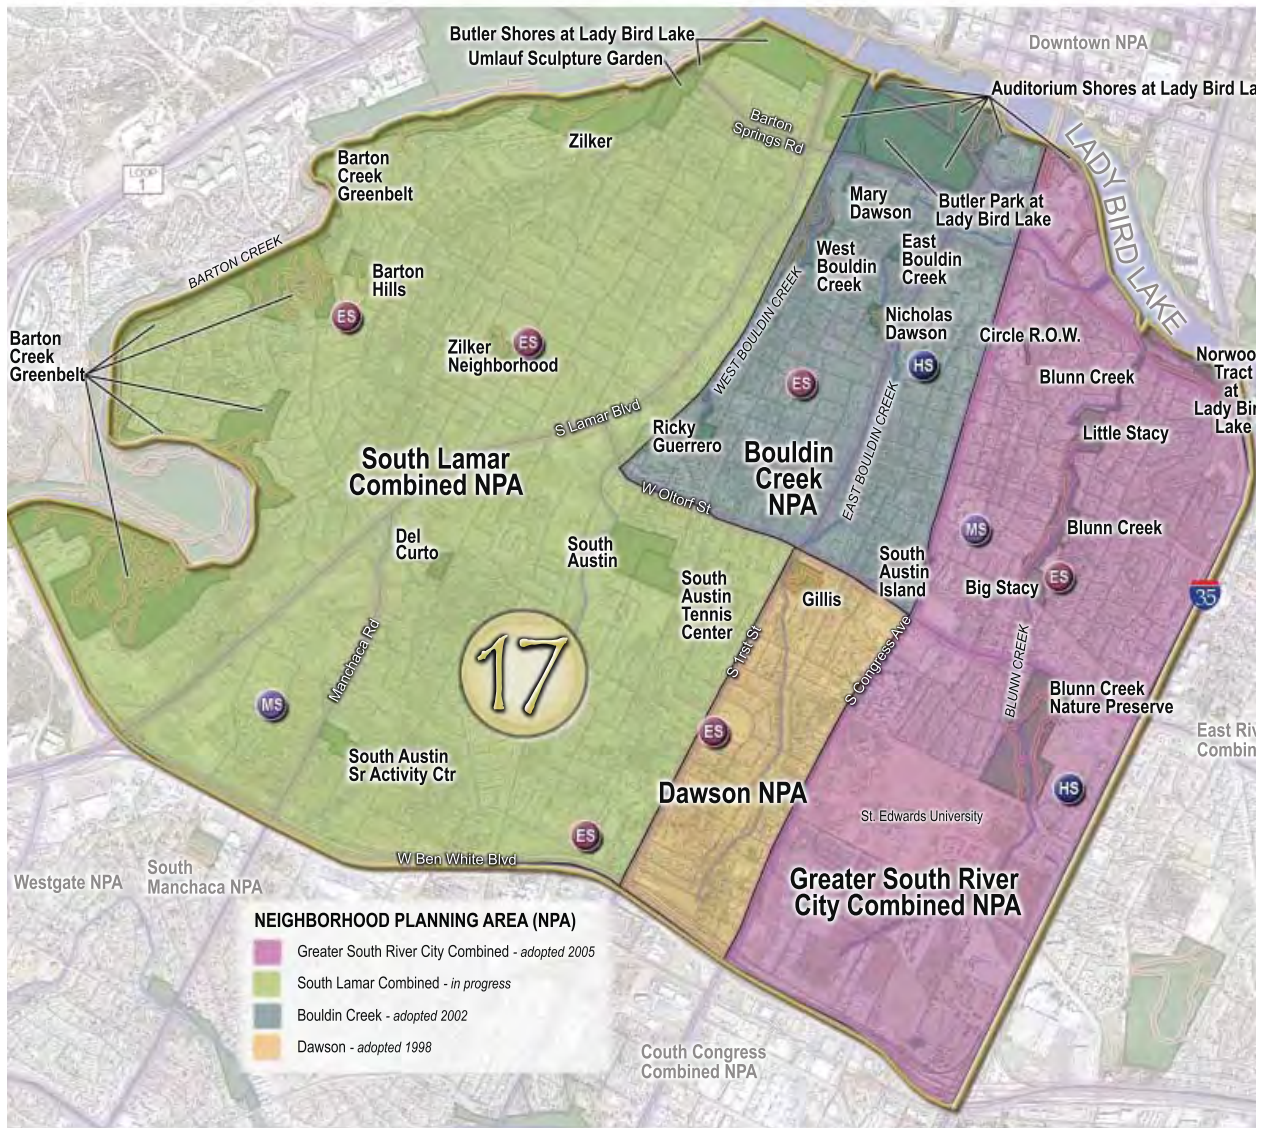 Butler Shores at Lady Bird Lake
Umlauf Sculpture Garden
Downtown NPA
Auditorium Shores at Lady Bird La
LADY BIRD LAKE
Barton
Springs Rd
Zilker
Barton
Creek
Greenbelt
LOOP
1
BARTON CREEK
Mary
Dawson
Butler Park at
Lady Bird Lake
West
Bouldin
Creek
East
Bouldin
Creek
Barton
Hills
ES
Barton
Creek
Greenbelt
ES
Zilker
Neighborhood
WEST BOULDIN CREEK
Nicholas
Dawson
HS
ES
Circle R.O.W.
Blunn Creek
Norwoo
Tract
at
Lady Bir
Lake
Little Stacy
S Lamar Blvd
Ricky
Guerrero
EAST BOULDIN CREEK
South Lamar
Combined NPA
Bouldin
Creek
NPA
W Oltorf St
MS
Blunn Creek
Del
Curto
South
Austin
South
Austin
Tennis
Center
South
Austin
Island
Big Stacy
ES
Gillis
35
17
S 1rst St
S Congress Ave
BLUNN CREEK
Manchaca Rd
MS
Blunn Creek
Nature Preserve
East Riv
Combin
ES
South Austin
Sr Activity Ctr
Dawson NPA
HS
St. Edwards University
ES
W Ben White Blvd
Greater South River
City Combined NPA
Westgate NPA
South
Manchaca NPA
NEIGHBORHOOD PLANNING AREA (NPA)
Greater South River City Combined - adopted 2005
South Lamar Combined - in progress
Bouldin Creek - adopted 2002
Dawson - adopted 1998
Couth Congress
Combined NPA